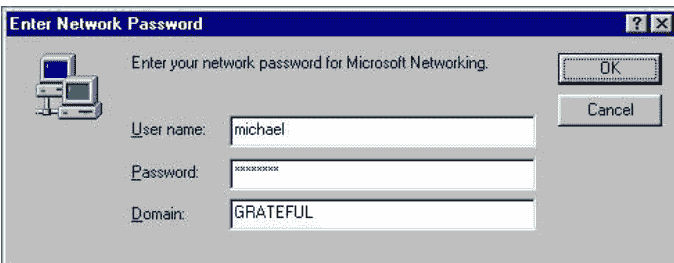 Enter Network Password
Enter your network password for Microsoft Networking.
OK
Cancel
User name: michael
Password: ********
Domain: GRATEFUL